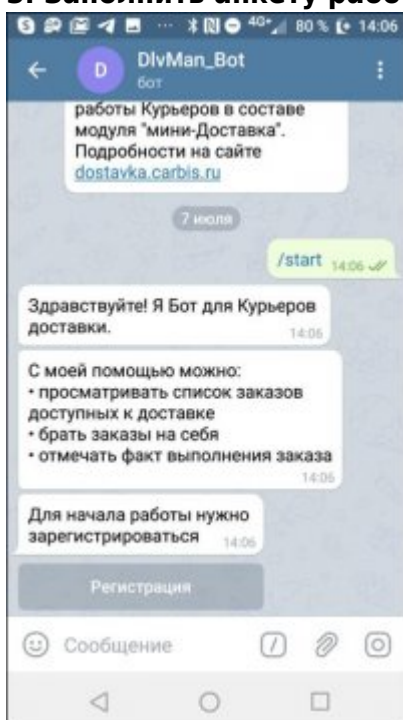 3. Заполнить анкету рабо
4G 80 % 14:06
D DlvMan_Bot
бот
работы Курьеров в составе
модуля "мини-Доставка".
Подробности на сайте
dostavka.carbis.ru
7 июля
/start 14:06
Здравствуйте! Я Бот для Курьеров
доставки. 14:06
С моей помощью можно:
• просматривать список заказов
доступных к доставке
• брать заказы на себя
• отмечать факт выполнения заказа
14:06
Для начала работы нужно
зарегистрироваться 14:06
Регистрация
Сообщение